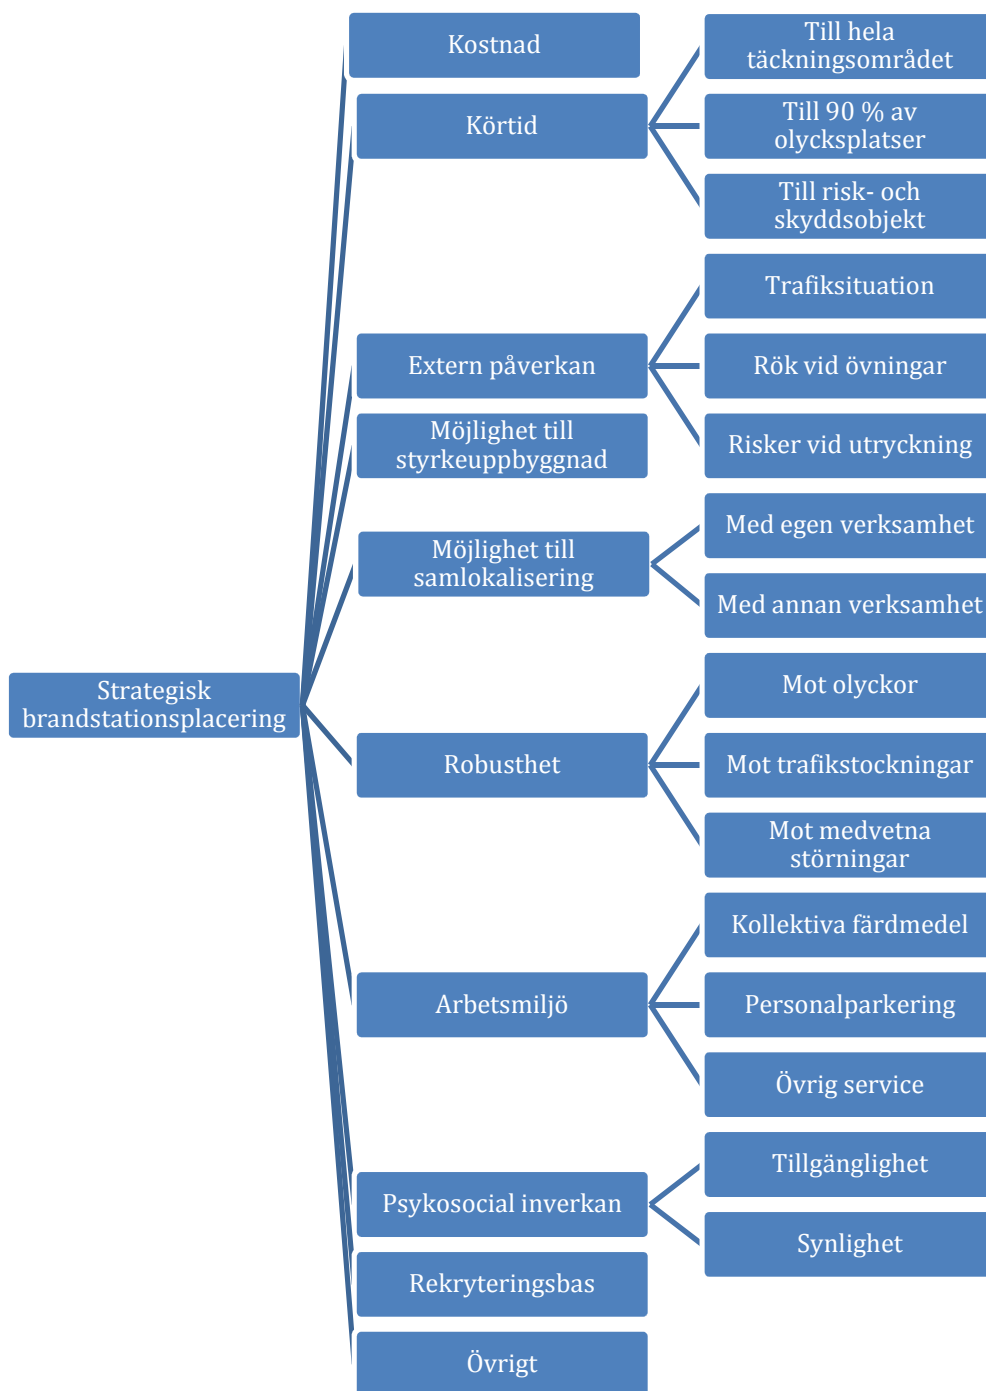 Strategisk
brandstationsplacering
Kostnad
Körtid
Till hela
täckningsområdet
Till 90 % av
olycksplatser
Till risk- och
skyddsobjekt
Extern påverkan
Trafiksituation
Rök vid övningar
Risker vid utryckning
Möjlighet till
styrkeuppbyggnad
Möjlighet till
samlokalisering
Med egen verksamhet
Med annan verksamhet
Robusthet
Mot olyckor
Mot trafikstockningar
Mot medvetna
störningar
Arbetsmiljö
Kollektiva färdmedel
Personalparkering
Övrig service
Psykosocial inverkan
Tillgänglighet
Synlighet
Rekryteringsbas
Övrigt